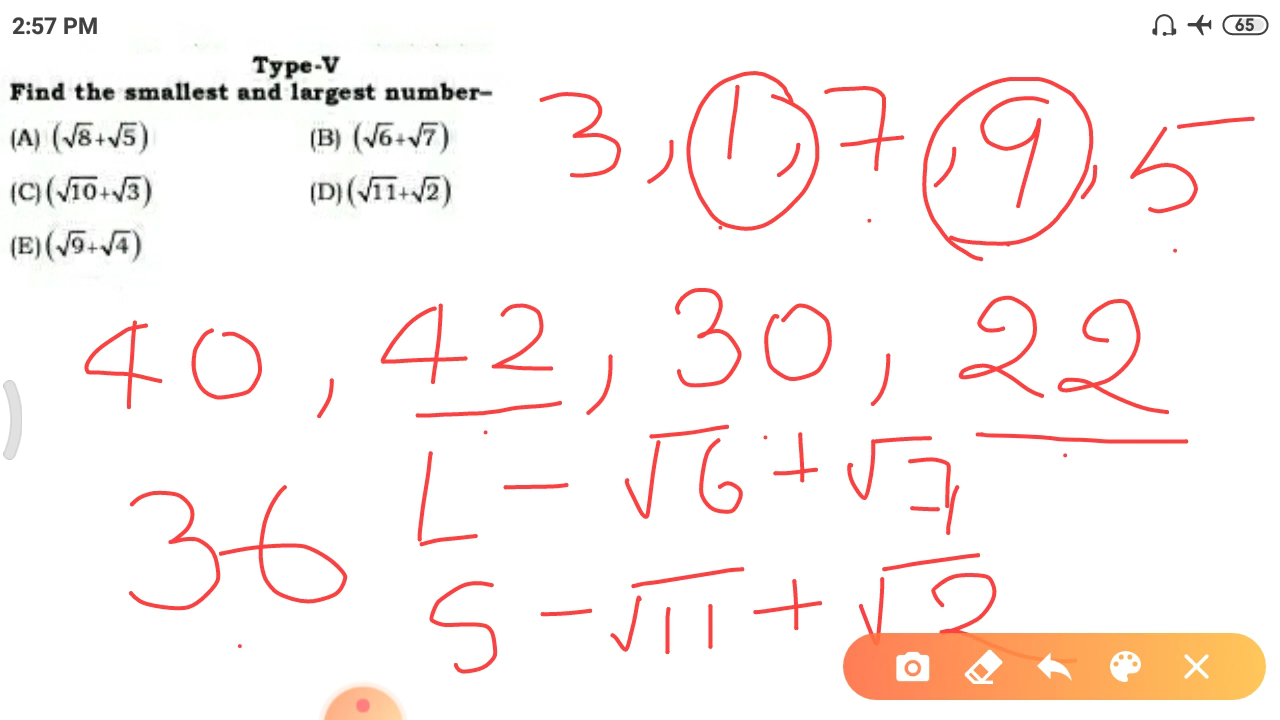 2:57 PM 65
Type-V
Find the smallest and largest number-
(A) (√8+√5) (B) (√6+√7)
(C) (√10+√3) (D) (√11+√2)
(E) (√9+√4)
3, 1, 7, 9, 5
40, 42, 30, 22
36
L - √6 + √7
S - √11 + √2